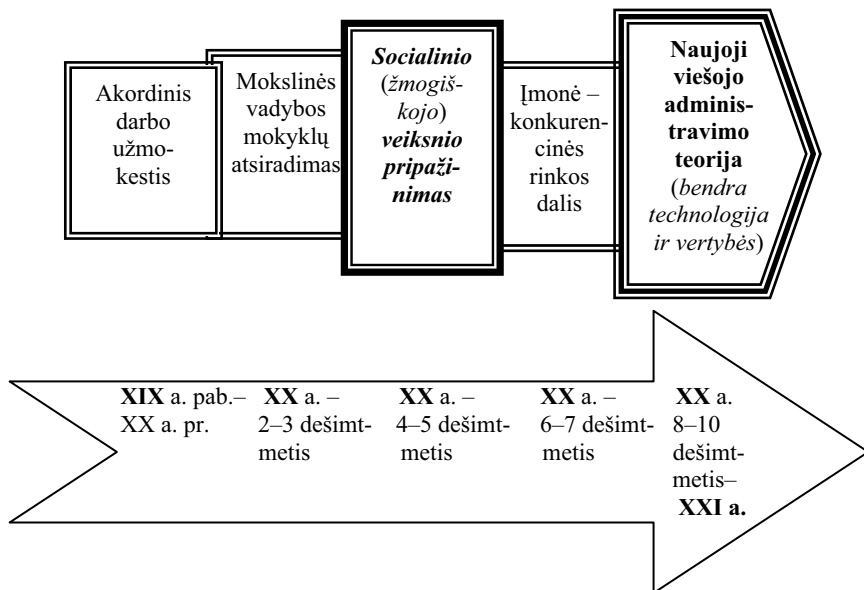 Akordinis
darbo
užmo-
kestis
Mokslinės
vadybos
mokyklų
atsiradimas
Socialinio
(žmogiš-
kojo)
veiksnio
pripaži-
nimas
Įmonė –
konkuren-
cinės
rinkos
dalis
Naujoji
viešojo
adminis-
travimo
teorija
(bendra
technologija
ir vertybės)
XIX a. pab.–
XX a. pr.
XX a. –
2–3 dešimt-
metis
XX a. –
4–5 dešimt-
metis
XX a. –
6–7 dešimt-
metis
XX a.
8–10
dešimt-
metis–
XXI a.